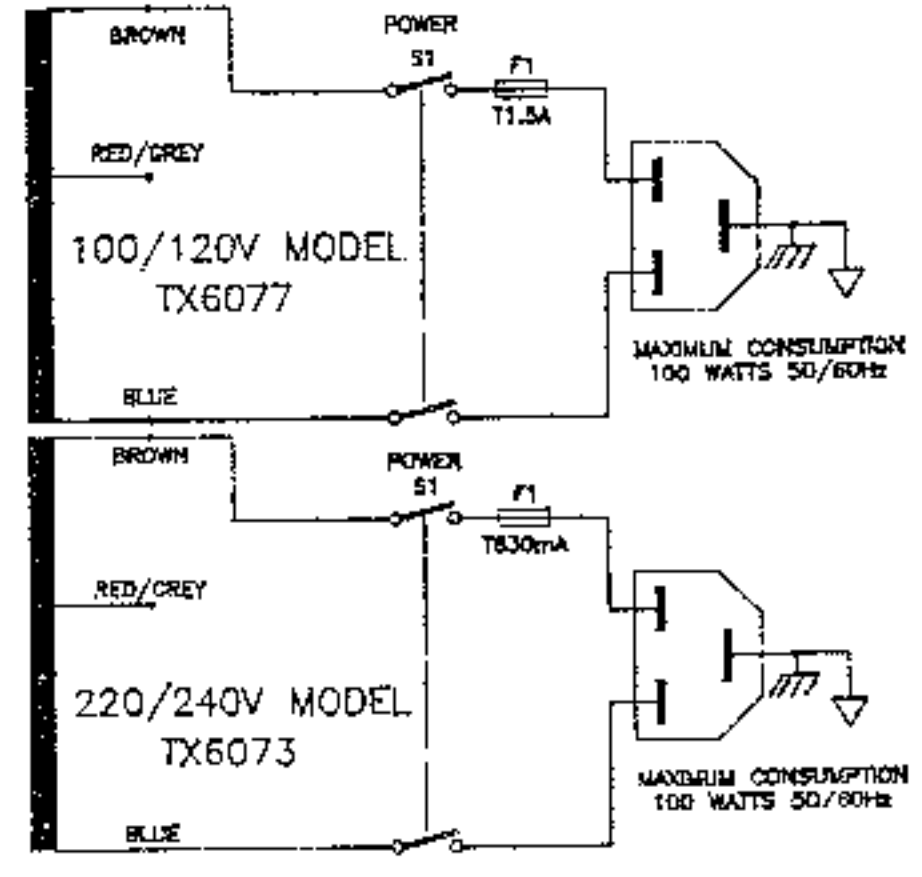 BROWN
POWER
S1
F1
T1.5A
RED/GREY
100/120V MODEL
TX6077
MAXIMUM CONSUMPTION
100 WATTS 50/60Hz
BLUE
BROWN
POWER
S1
F1
T630mA
RED/GREY
220/240V MODEL
TX6073
MAXIMUM CONSUMPTION
100 WATTS 50/60Hz
BLUE